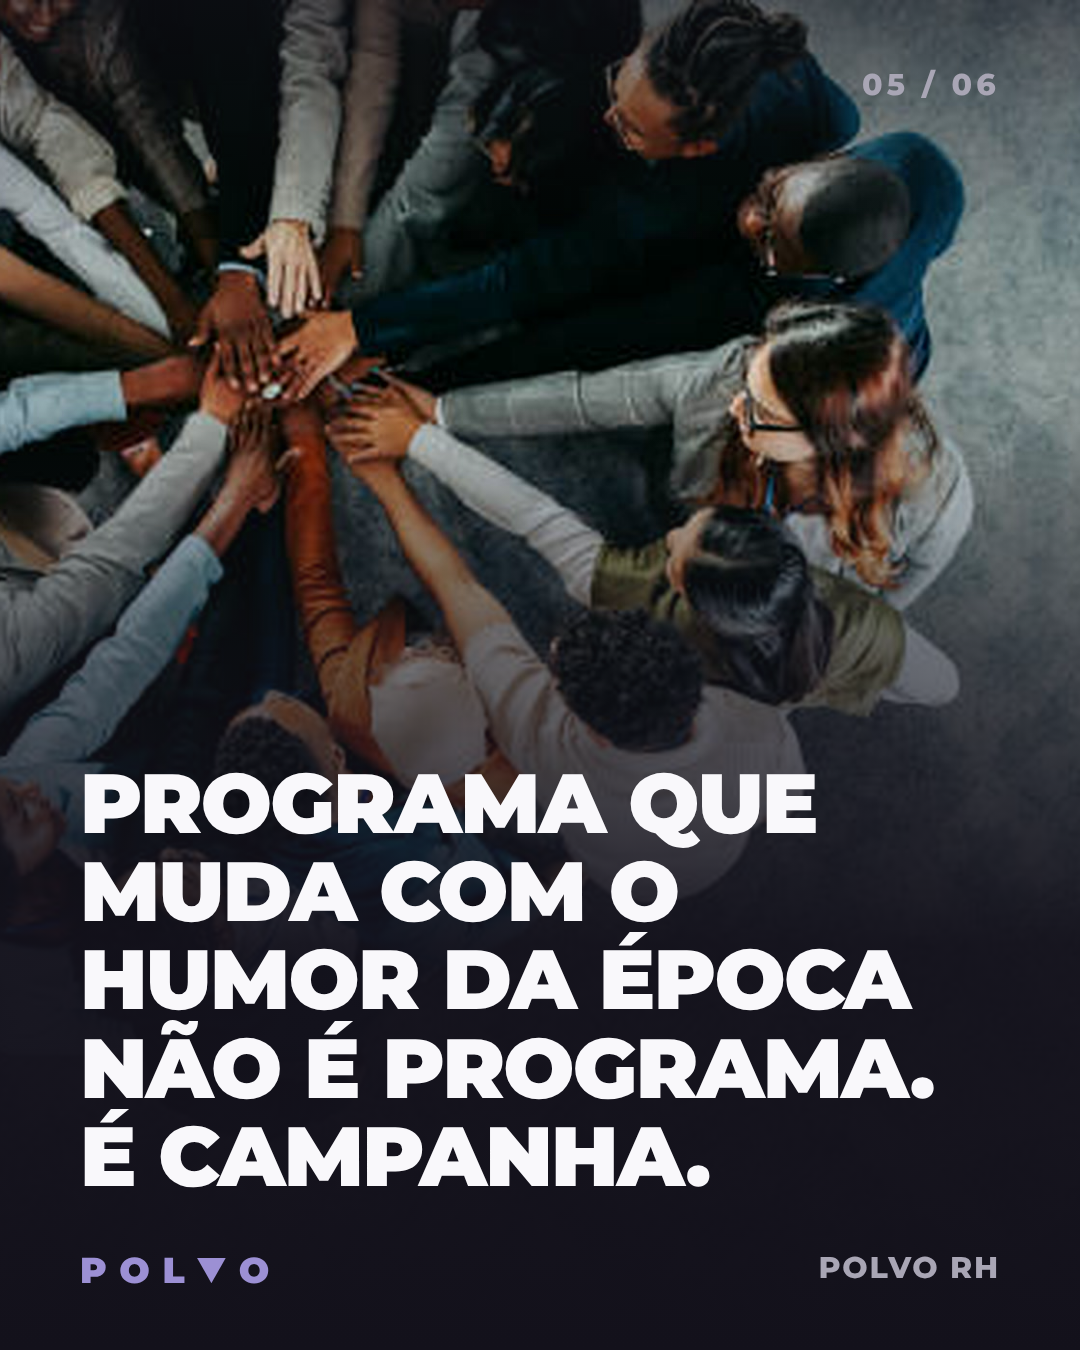 05 / 06
PROGRAMA QUE
MUDA COM O
HUMOR DA ÉPOCA
NÃO É PROGRAMA.
É CAMPANHA.
POLVO
POLVO RH